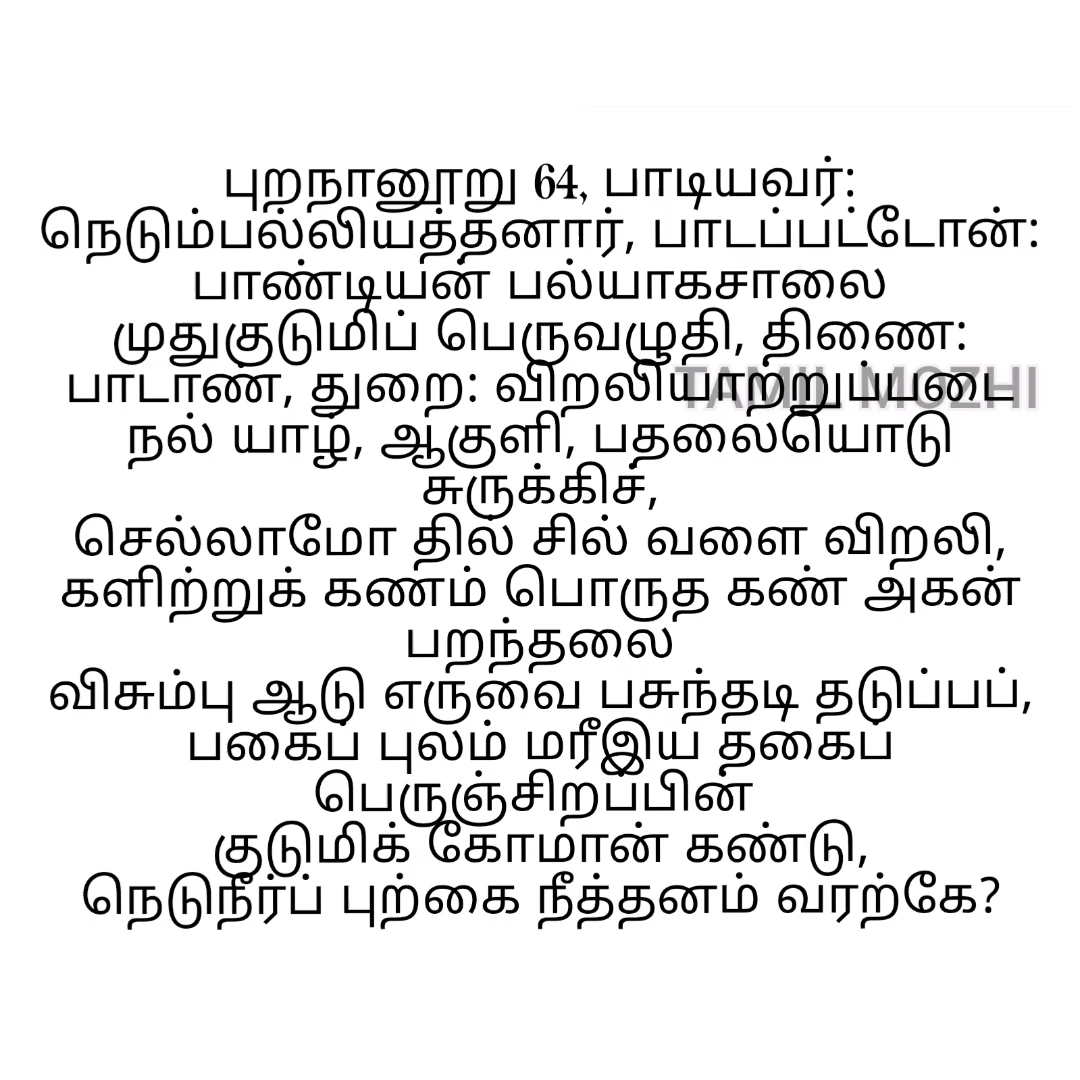 புறநானூறு 64, பாடியவர்:
நெடும்பல்லியத்தனார், பாடப்பட்டோன்:
பாண்டியன் பல்யாகசாலை
முதுகுடுமிப் பெருவழுதி, திணை:
பாடாண், துறை: விறலியாற்றுப்படை
TAMIL MOZHI
நல் யாழ், ஆகுளி, பதலையொடு
சுருக்கிச்,
செல்லாமோ தில் சில் வளை விறலி,
களிற்றுக் கணம் பொருத கண் அகன்
பறந்தலை
விசும்பு ஆடு எருவை பசுந்தடி தடுப்பப்,
பகைப் புலம் மரீஇய தகைப்
பெருஞ்சிறப்பின்
குடுமிக் கோமான் கண்டு,
நெடுநீர்ப் புற்கை நீத்தனம் வரற்கே?